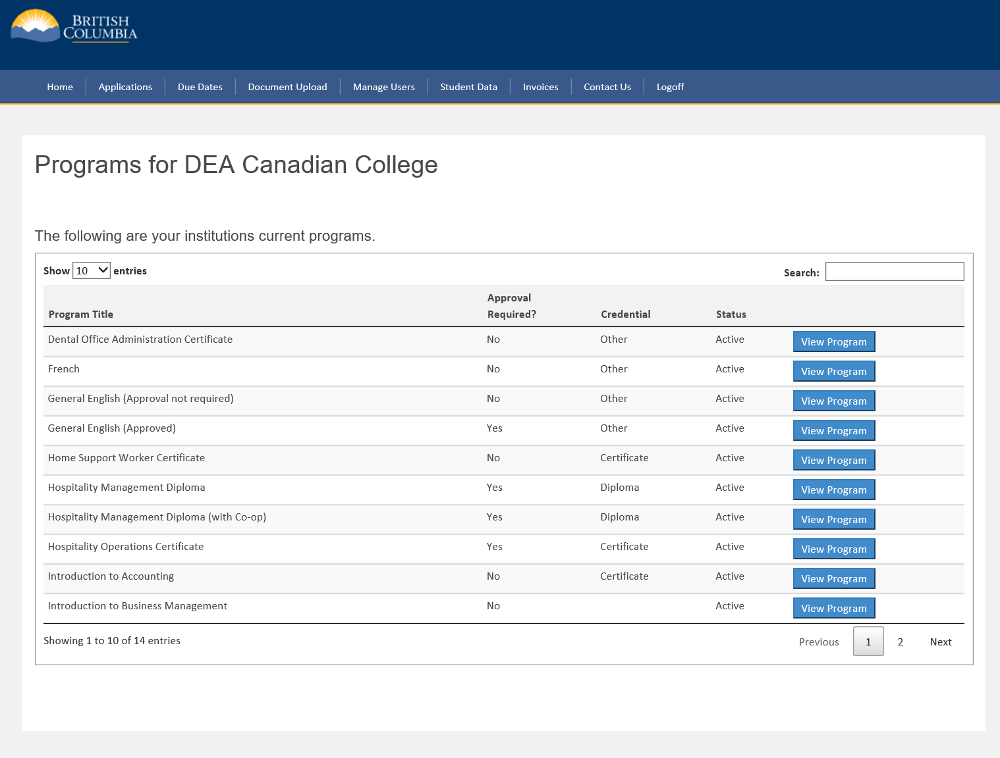 BRITISH
COLUMBIA
Home Applications Due Dates Document Upload Manage Users Student Data Invoices Contact Us Logoff
Programs for DEA Canadian College
The following are your institutions current programs.
Show 10 entries Search:
Program Title Approval Required? Credential Status
Dental Office Administration Certificate No Other Active View Program
French No Other Active View Program
General English (Approval not required) No Other Active View Program
General English (Approved) Yes Other Active View Program
Home Support Worker Certificate No Certificate Active View Program
Hospitality Management Diploma Yes Diploma Active View Program
Hospitality Management Diploma (with Co-op) Yes Diploma Active View Program
Hospitality Operations Certificate Yes Certificate Active View Program
Introduction to Accounting No Certificate Active View Program
Introduction to Business Management No Active View Program
Showing 1 to 10 of 14 entries Previous 1 2 Next